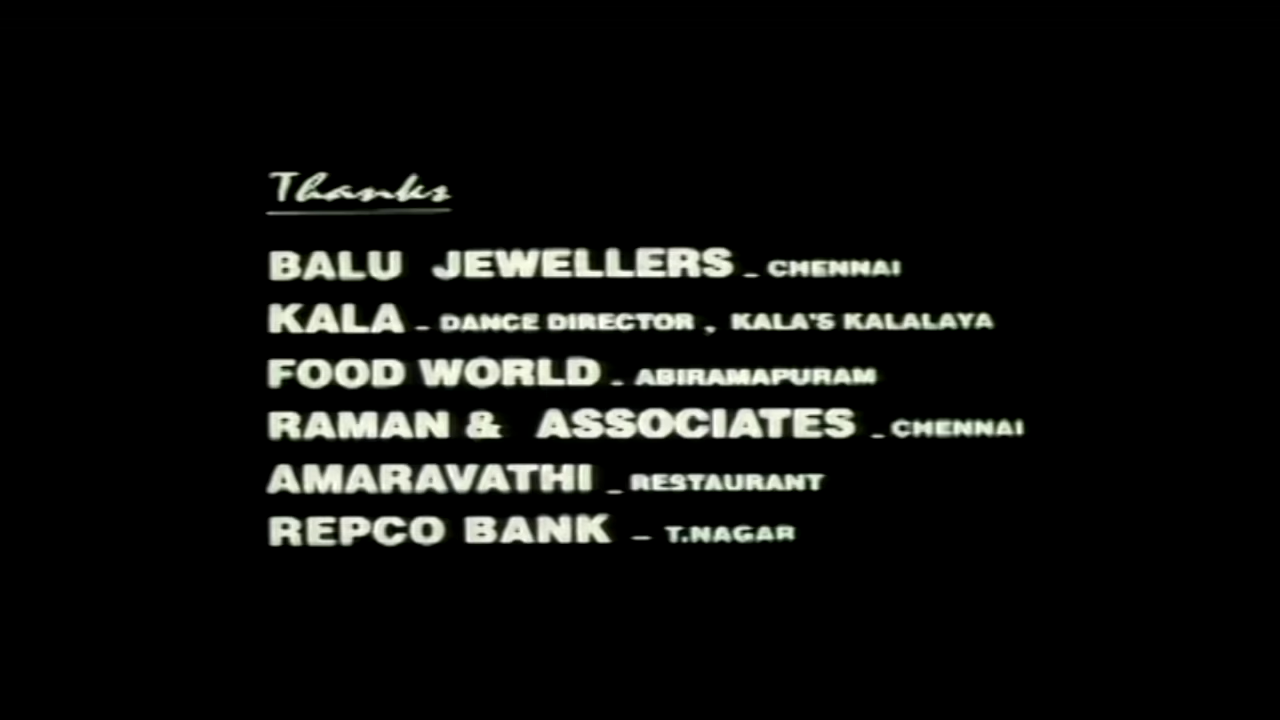 Thanks
BALU JEWELLERS - CHENNAI
KALA - DANCE DIRECTOR , KALA'S KALALAYA
FOOD WORLD - ABIRAMAPURAM
RAMAN & ASSOCIATES - CHENNAI
AMARAVATHI - RESTAURANT
REPCO BANK - T.NAGAR